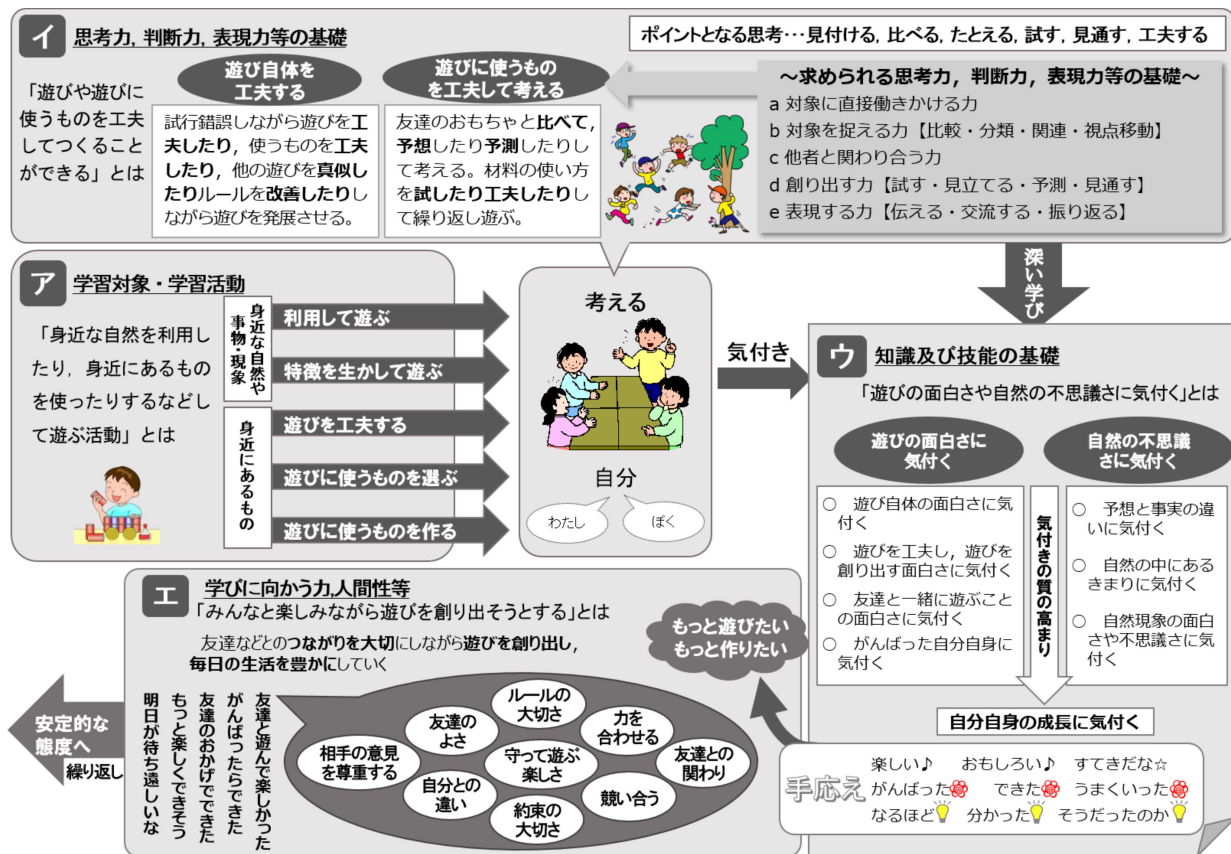 イ 思考力，判断力，表現力等の基礎
ポイントとなる思考…見付ける，比べる，たとえる，試す，見通す，工夫する
「遊びや遊びに
使うものを工夫
してつくること
ができる」とは
遊び自体を
工夫する
試行錯誤しながら遊びを工
夫したり，使うものを工夫
したり，他の遊びを真似し
たりルールを改善したりし
ながら遊びを発展させる。
遊びに使うもの
を工夫して考える
友達のおもちゃと比べて，
予想したり予測したりし
て考える。材料の使い方
を試したり工夫したりし
て繰り返し遊ぶ。
～求められる思考力，判断力，表現力等の基礎～
a 対象に直接働きかける力
b 対象を捉える力【比較・分類・関連・視点移動】
c 他者と関わり合う力
d 創り出す力【試す・見立てる・予測・見通す】
e 表現する力【伝える・交流する・振り返る】
深い学び
ア 学習対象・学習活動
「身近な自然を利用し
たり，身近にあるもの
を使ったりするなどし
て遊ぶ活動」とは
身近な自然や
事物・現象
身近にあるもの
利用して遊ぶ
特徴を生かして遊ぶ
遊びを工夫する
遊びに使うものを選ぶ
遊びに使うものを作る
考える
自分
わたし
ぼく
気付き
ウ 知識及び技能の基礎
「遊びの面白さや自然の不思議さに気付く」とは
遊びの面白さに
気付く
○ 遊び自体の面白さに気
付く
○ 遊びを工夫し，遊びを
創り出す面白さに気付く
○ 友達と一緒に遊ぶこと
の面白さに気付く
○ がんばった自分自身に
気付く
気付きの質の高まり
自然の不思議
さに気付く
○ 予想と事実の違
いに気付く
○ 自然の中にある
きまりに気付く
○ 自然現象の面白
さや不思議さに気
付く
自分自身の成長に気付く
手応え
楽しい♪ おもしろい♪ すてきだな☆
がんばった できた うまくいった
なるほど 分かった そうだったのか
もっと遊びたい
もっと作りたい
エ 学びに向かう力,人間性等
「みんなと楽しみながら遊びを創り出そうとする」とは
友達などとのつながりを大切にしながら遊びを創り出し，
毎日の生活を豊かにしていく
友達と遊んで楽しかった
がんばったらできた
友達のおかげでできた
もっと楽しくできそう
明日が待ち遠しいな
ルールの
大切さ
友達の
よさ
力を
合わせる
相手の意見
を尊重する
守って遊ぶ
楽しさ
友達との
関わり
自分との
違い
競い合う
約束の
大切さ
安定的な
態度へ
繰り返し